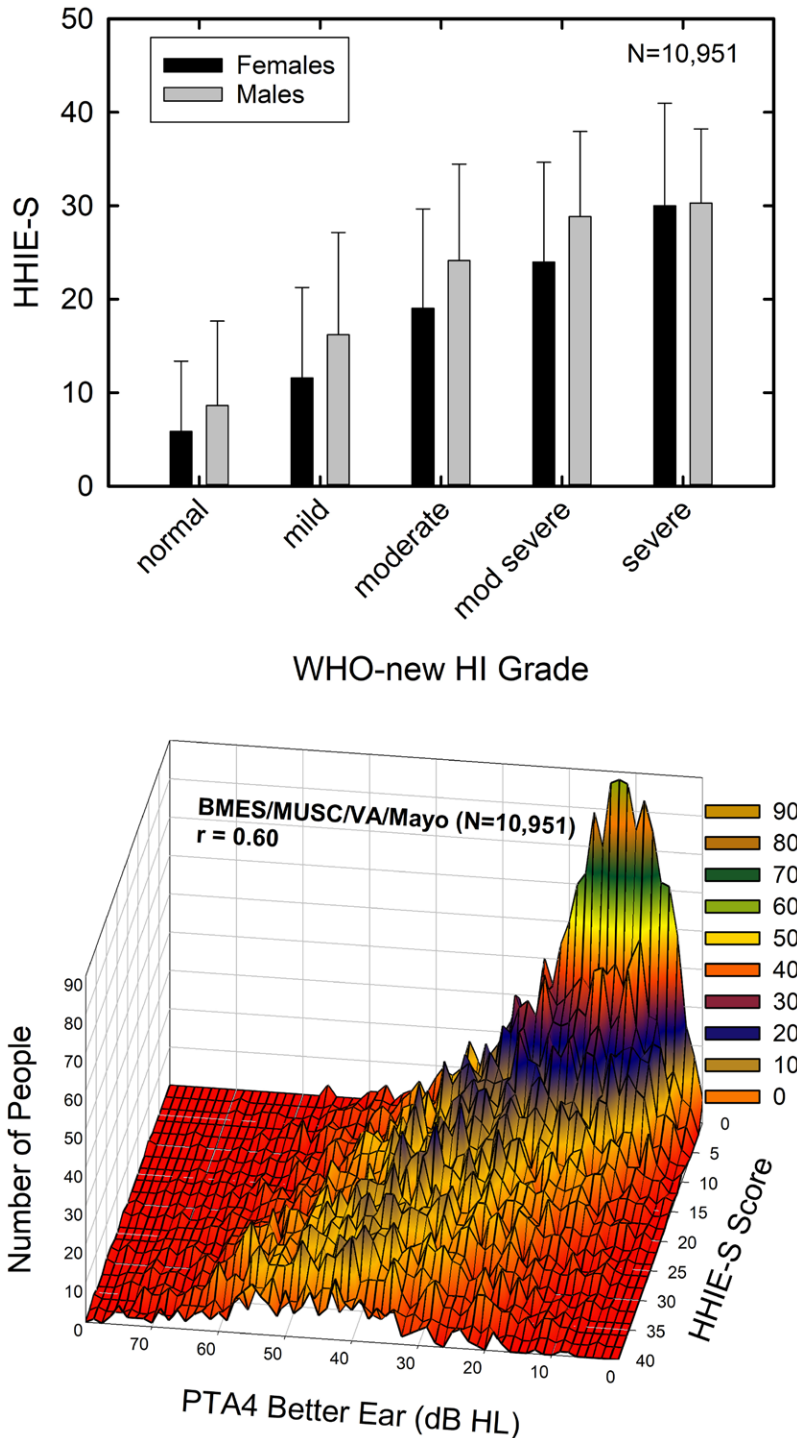 50
40
30
20
10
0
HHIE-S
Females
Males
N=10,951
normal
mild
moderate
mod severe
severe
WHO-new HI Grade
BMES/MUSC/VA/Mayo (N=10,951)
r = 0.60
90
80
70
60
50
40
30
20
10
0
Number of People
90
80
70
60
50
40
30
20
10
0
70
60
50
40
30
20
10
0
PTA4 Better Ear (dB HL)
0
5
10
15
20
25
30
35
40
HHIE-S Score